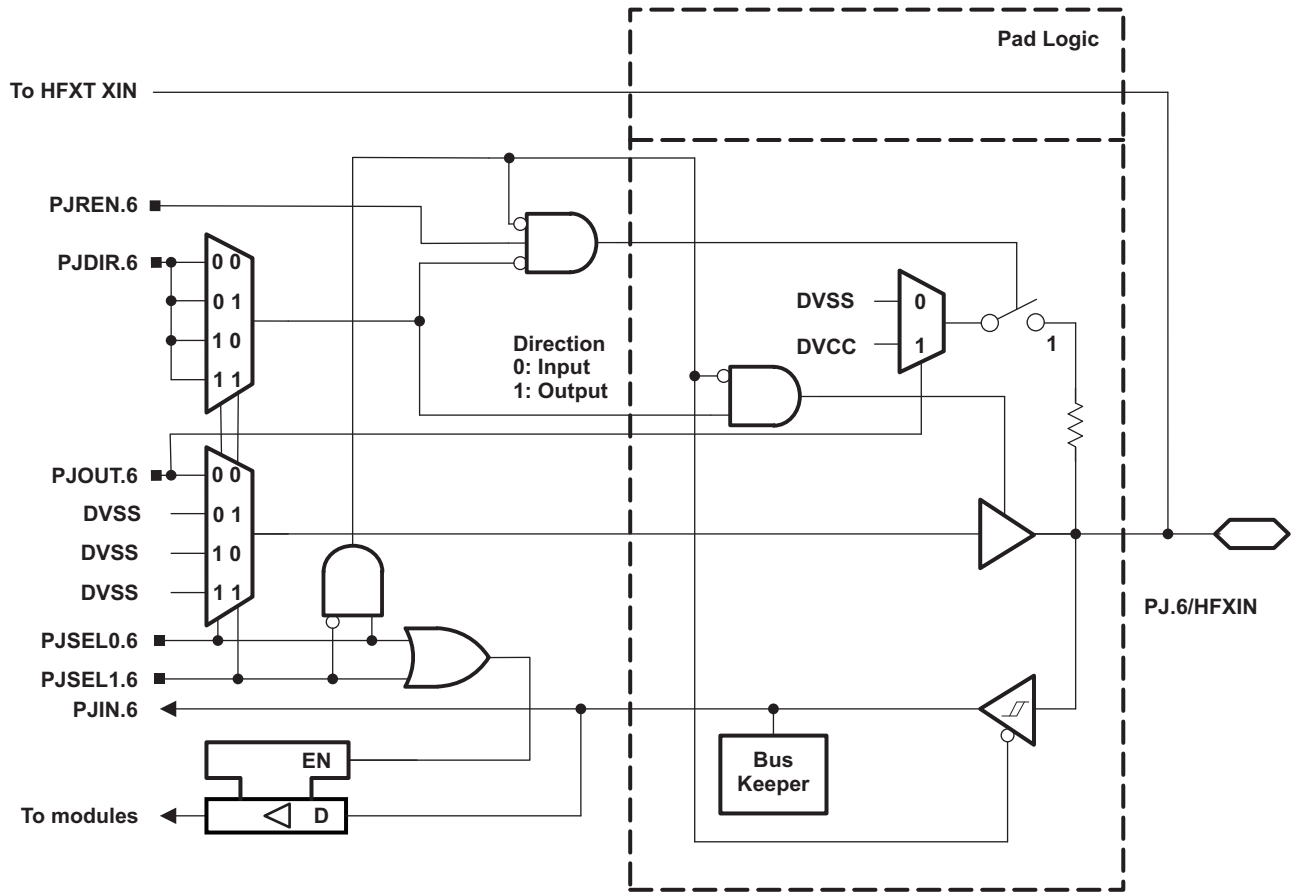 Pad Logic
To HFXT XIN
PJREN.6
PJDIR.6
0 0
0 1
1 0
1 1
Direction
0: Input
1: Output
DVSS
0
DVCC
1
1
PJOUT.6
0 0
DVSS
0 1
DVSS
1 0
DVSS
1 1
PJ.6/HFXIN
PJSEL0.6
PJSEL1.6
PJIN.6
Bus
Keeper
EN
To modules
D